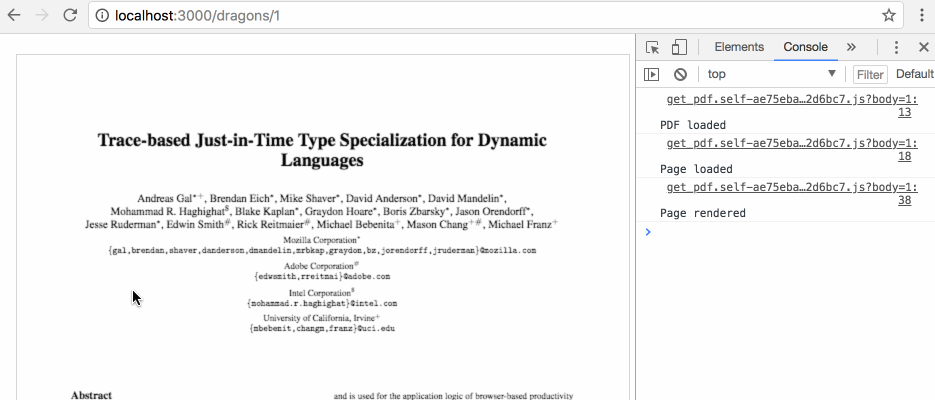 localhost:3000/dragons/1
Elements Console »
top Filter Default
get_pdf.self-ae75eba…2d6bc7.js?body=1:
13
PDF loaded
get_pdf.self-ae75eba…2d6bc7.js?body=1:
18
Page loaded
get_pdf.self-ae75eba…2d6bc7.js?body=1:
38
Page rendered
Trace-based Just-in-Time Type Specialization for Dynamic
Languages
Andreas Gal*+, Brendan Eich*, Mike Shaver*, David Anderson*, David Mandelin*,
Mohammad R. Haghighat$, Blake Kaplan*, Graydon Hoare*, Boris Zbarsky*, Jason Orendorff*,
Jesse Ruderman*, Edwin Smith#, Rick Reitmaier#, Michael Bebenita+, Mason Chang+#, Michael Franz+
Mozilla Corporation*
{gal,brendan,shaver,danderson,dmandelin,mrbkap,graydon,bz,jorendorff,jruderman}@mozilla.com
Adobe Corporation#
{edwsmith,rreitmai}@adobe.com
Intel Corporation$
{mohammad.r.haghighat}@intel.com
University of California, Irvine+
{mbebenit,changm,franz}@uci.edu
Abstract
and is used for the application logic of browser-based productivity